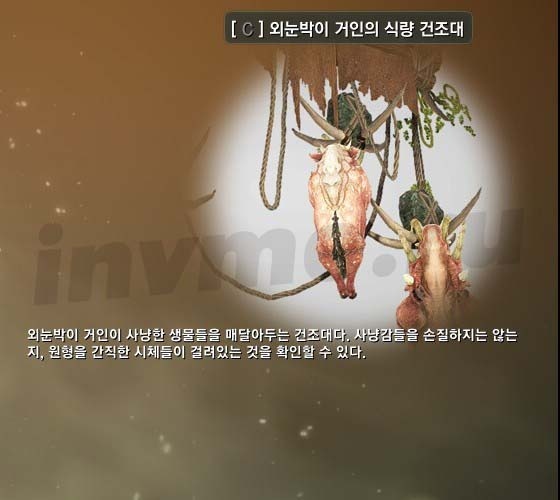 [ C ] 외눈박이 거인의 식량 건조대
외눈박이 거인이 사냥한 생물들을 매달아두는 건조대다. 사냥감들을 손질하지는 않는
지, 원형을 간직한 시체들이 걸려있는 것을 확인할 수 있다.